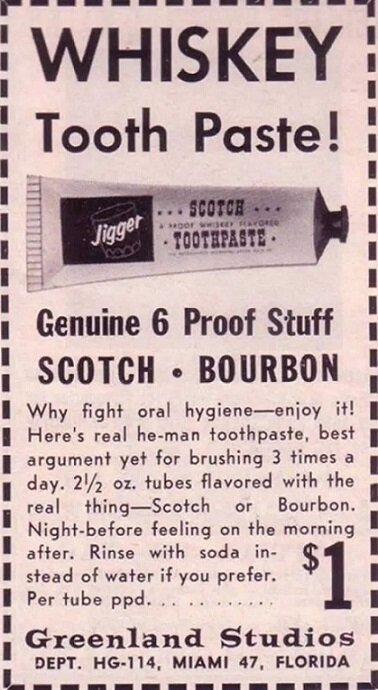 WHISKEY
Tooth Paste!
Jigger
SCOTCH
6 PROOF WHISKEY FLAVORED
TOOTHPASTE
Genuine 6 Proof Stuff
SCOTCH • BOURBON
Why fight oral hygiene—enjoy it!
Here's real he-man toothpaste, best
argument yet for brushing 3 times a
day. 2½ oz. tubes flavored with the
real thing—Scotch or Bourbon.
Night-before feeling on the morning
after. Rinse with soda in-
stead of water if you prefer.
Per tube ppd. . . . . . . . . . . . .
$1
Greenland Studios
DEPT. HG-114, MIAMI 47, FLORIDA